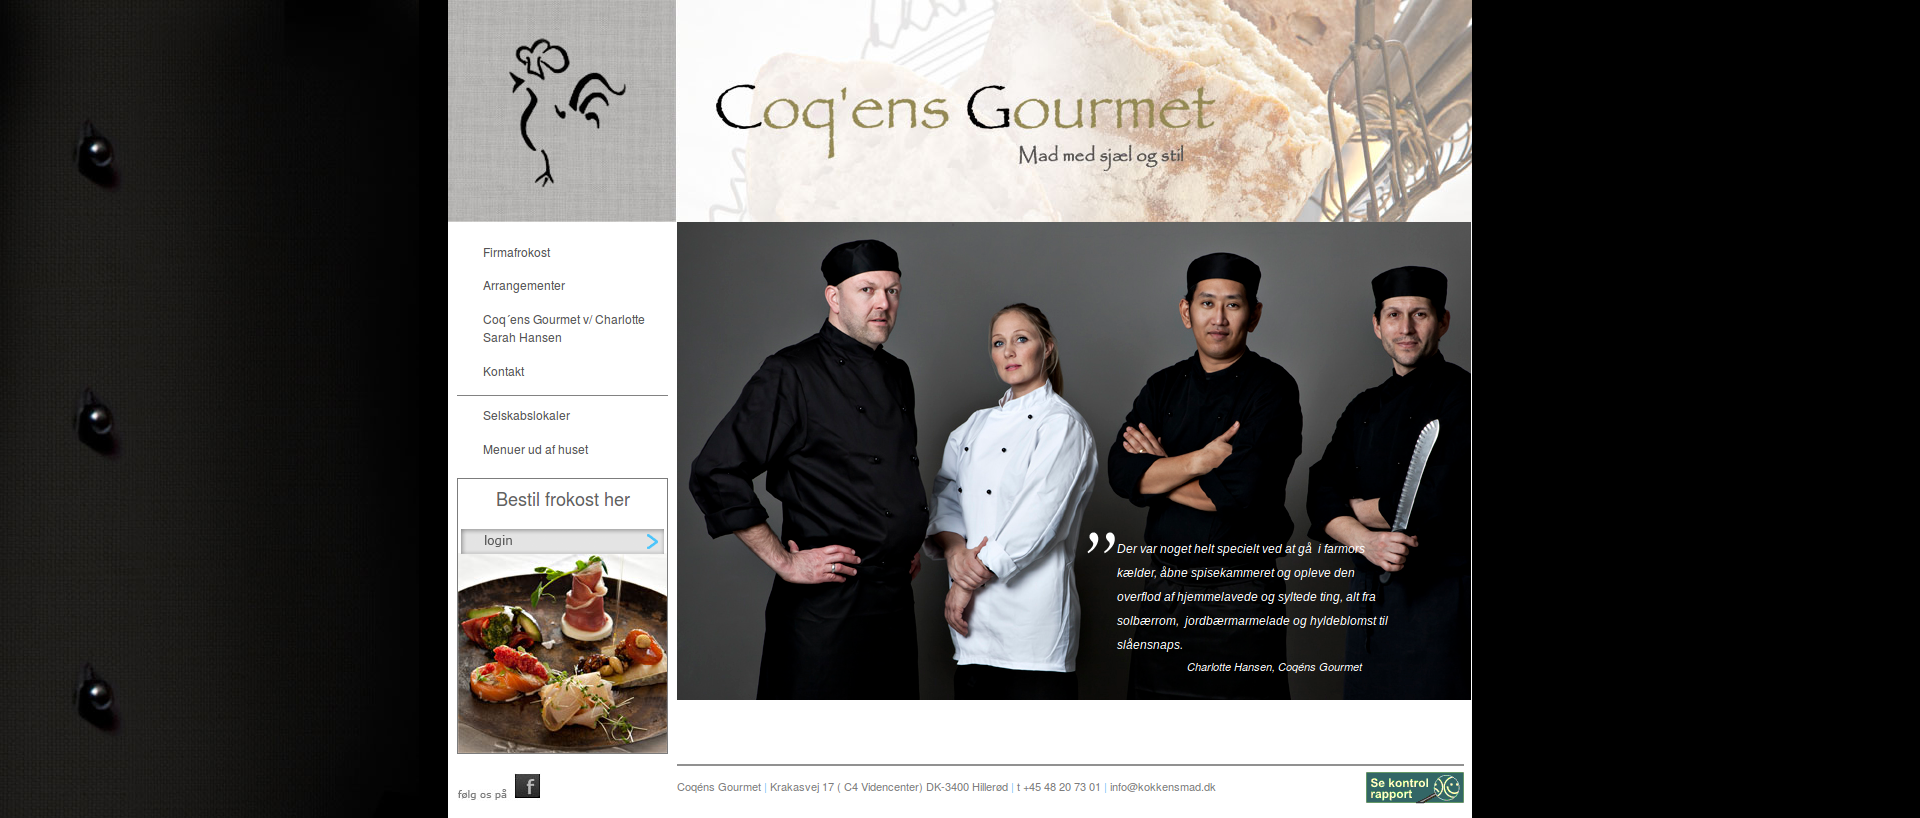 Coq'ens Gourmet
Mad med sjæl og stil
Firmafrokost
Arrangementer
Coq´ens Gourmet v/ Charlotte
Sarah Hansen
Kontakt
Selskabslokaler
Menuer ud af huset
Bestil frokost her
login
” Der var noget helt specielt ved at gå i farmors
kælder, åbne spisekammeret og opleve den
overflod af hjemmelavede og syltede ting, alt fra
solbærrom, jordbærmarmelade og hyldeblomst til
slåensnaps.
Charlotte Hansen, Coqéns Gourmet
følg os på f
Coqéns Gourmet | Krakasvej 17 ( C4 Videncenter) DK-3400 Hillerød | t +45 48 20 73 01 | info@kokkensmad.dk
Se kontrol
rapport